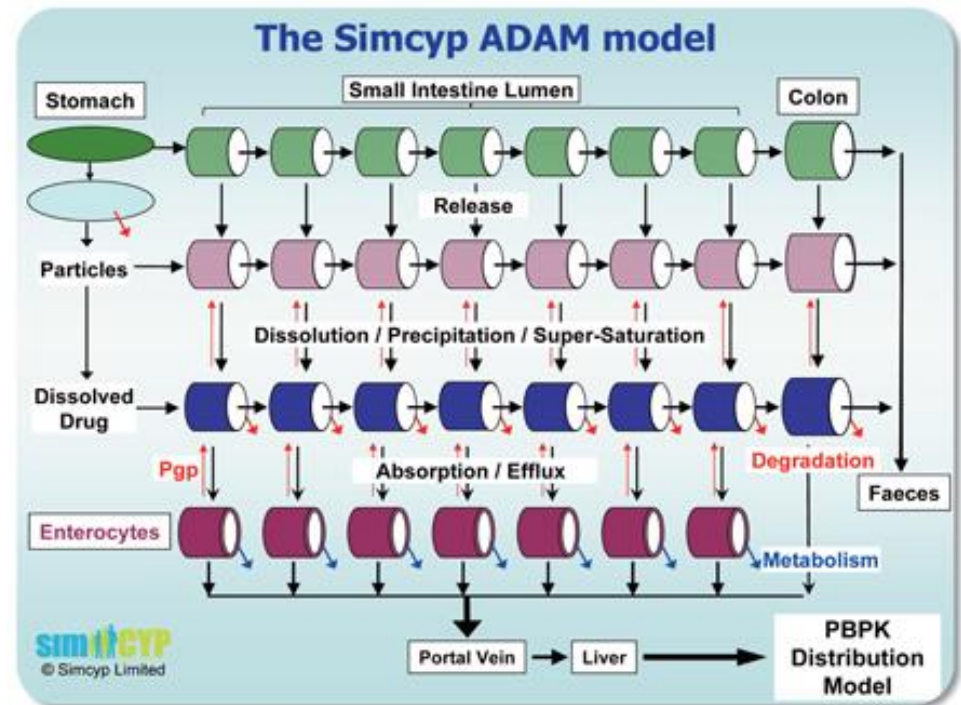 The Simcyp ADAM model
Stomach
Small Intestine Lumen
Colon
Release
Particles
Dissolution / Precipitation / Super-Saturation
Dissolved
Drug
Pgp
Absorption / Efflux
Degradation
Faeces
Enterocytes
Metabolism
simCYP
© Simcyp Limited
Portal Vein
Liver
PBPK
Distribution
Model